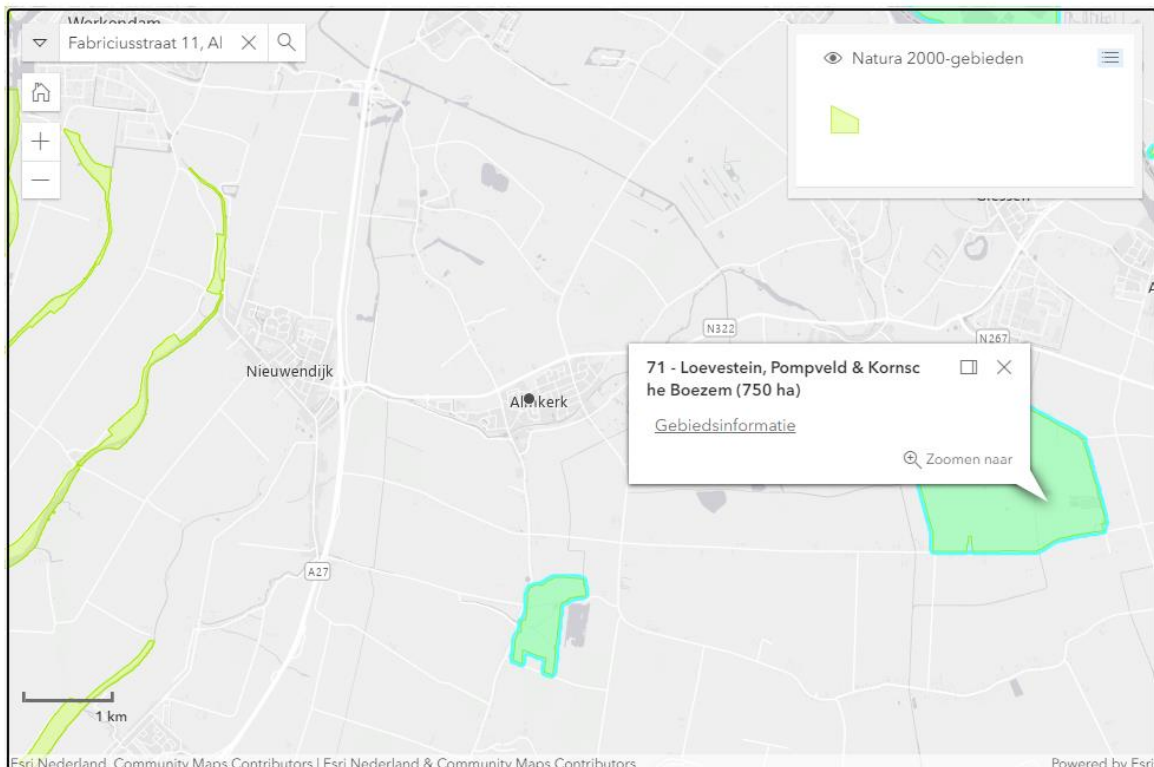 Werkendam
Fabriciusstraat 11, Al
Natura 2000-gebieden
Giessen
N322
N267
Nieuwendijk
Almkerk
71 - Loevestein, Pompveld & Kornsc
he Boezem (750 ha)
Gebiedsinformatie
Zoomen naar
A27
1 km
Esri Nederland, Community Maps Contributors | Esri Nederland & Community Maps Contributors
Powered by Esri